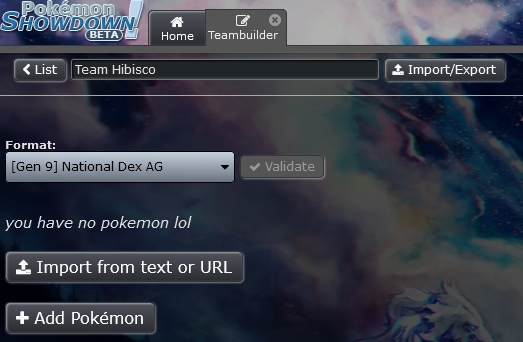 Pokémon
SHOWDOWN!
BETA
Home
Teambuilder
List
Team Hibisco
Import/Export
Format:
[Gen 9] National Dex AG
Validate
you have no pokemon lol
Import from text or URL
Add Pokémon